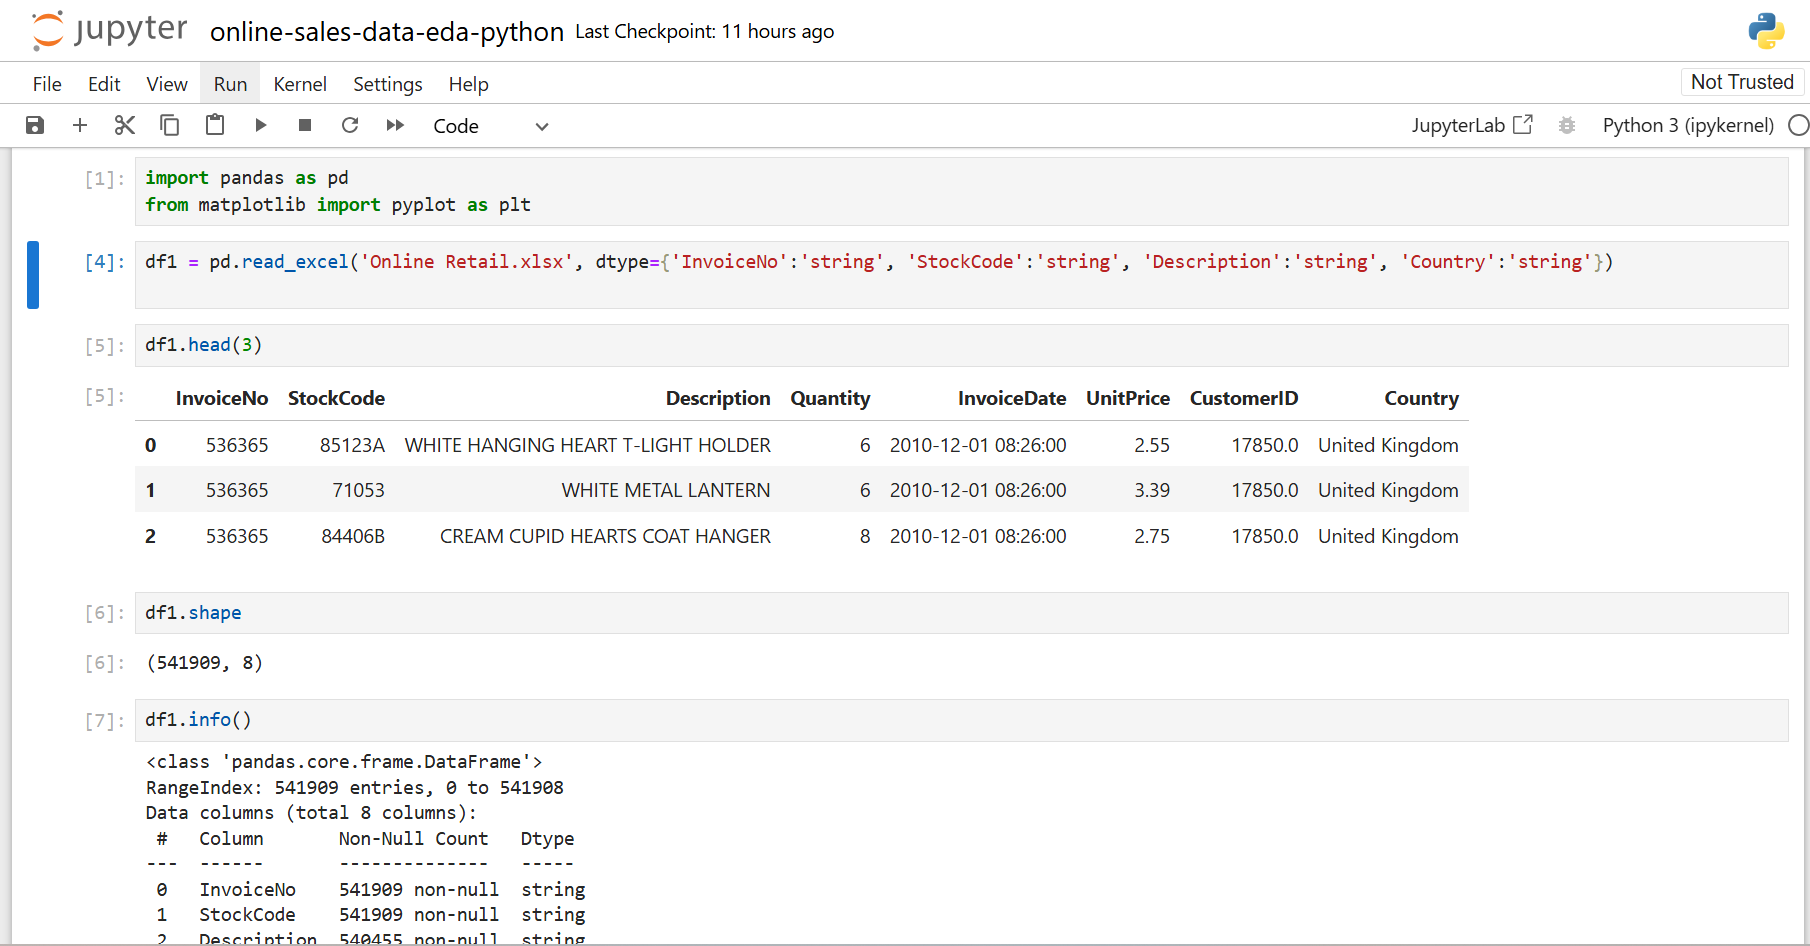 jupyter online-sales-data-eda-python Last Checkpoint: 11 hours ago
File Edit View Run Kernel Settings Help Not Trusted
Code JupyterLab Python 3 (ipykernel)
[1]: import pandas as pd
from matplotlib import pyplot as plt
[4]: df1 = pd.read_excel('Online Retail.xlsx', dtype={'InvoiceNo':'string', 'StockCode':'string', 'Description':'string', 'Country':'string'})
[5]: df1.head(3)
[5]: InvoiceNo StockCode Description Quantity InvoiceDate UnitPrice CustomerID Country
0 536365 85123A WHITE HANGING HEART T-LIGHT HOLDER 6 2010-12-01 08:26:00 2.55 17850.0 United Kingdom
1 536365 71053 WHITE METAL LANTERN 6 2010-12-01 08:26:00 3.39 17850.0 United Kingdom
2 536365 84406B CREAM CUPID HEARTS COAT HANGER 8 2010-12-01 08:26:00 2.75 17850.0 United Kingdom
[6]: df1.shape
[6]: (541909, 8)
[7]: df1.info()
<class 'pandas.core.frame.DataFrame'>
RangeIndex: 541909 entries, 0 to 541908
Data columns (total 8 columns):
# Column Non-Null Count Dtype
--- ------ -------------- -----
0 InvoiceNo 541909 non-null string
1 StockCode 541909 non-null string
2 Description 540455 non-null string